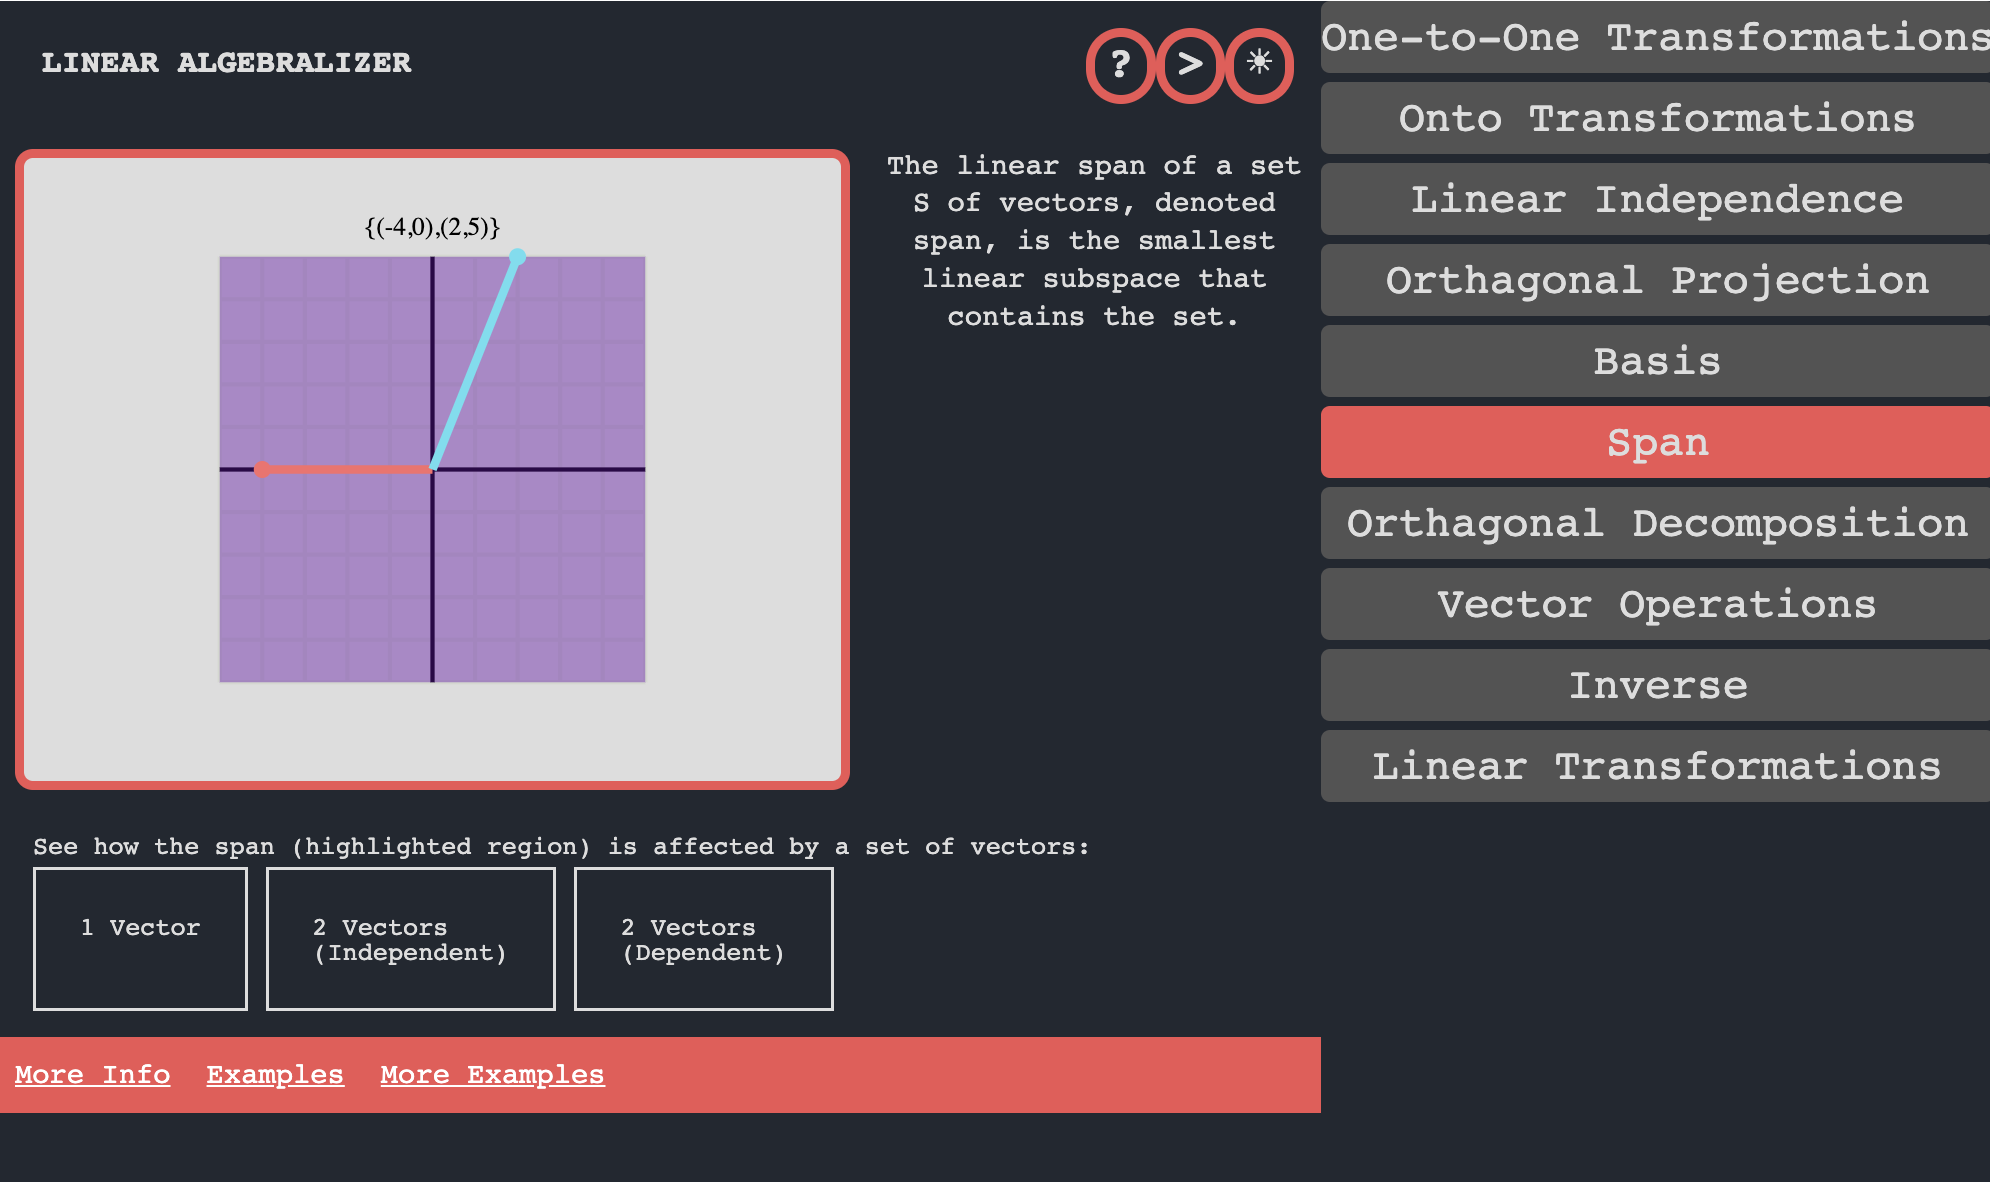 LINEAR ALGEBRALIZER
? > ☀
{(-4,0),(2,5)}
The linear span of a set
S of vectors, denoted
span, is the smallest
linear subspace that
contains the set.
See how the span (highlighted region) is affected by a set of vectors:
1 Vector
2 Vectors
(Independent)
2 Vectors
(Dependent)
More Info Examples More Examples
One-to-One Transformations
Onto Transformations
Linear Independence
Orthagonal Projection
Basis
Span
Orthagonal Decomposition
Vector Operations
Inverse
Linear Transformations